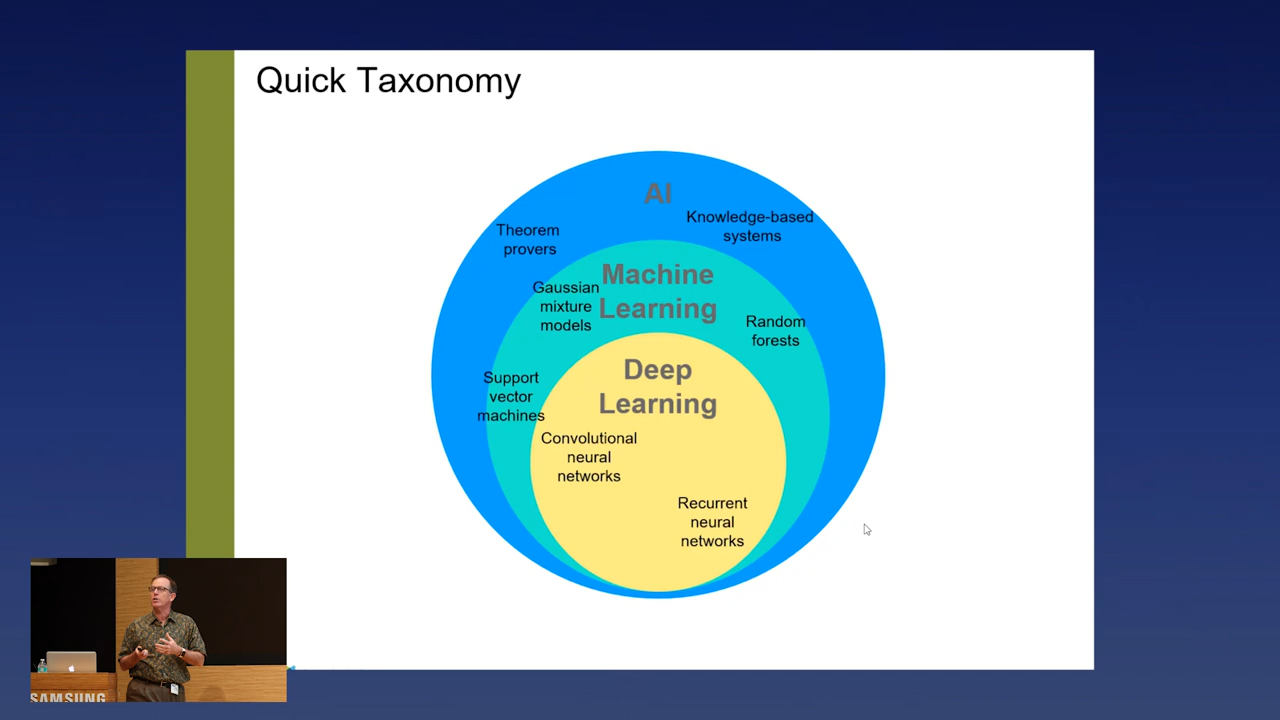 Quick Taxonomy
AI
Knowledge-based
systems
Theorem
provers
Machine
Learning
Gaussian
mixture
models
Random
forests
Deep
Learning
Support
vector
machines
Convolutional
neural
networks
Recurrent
neural
networks
SAMSUNG